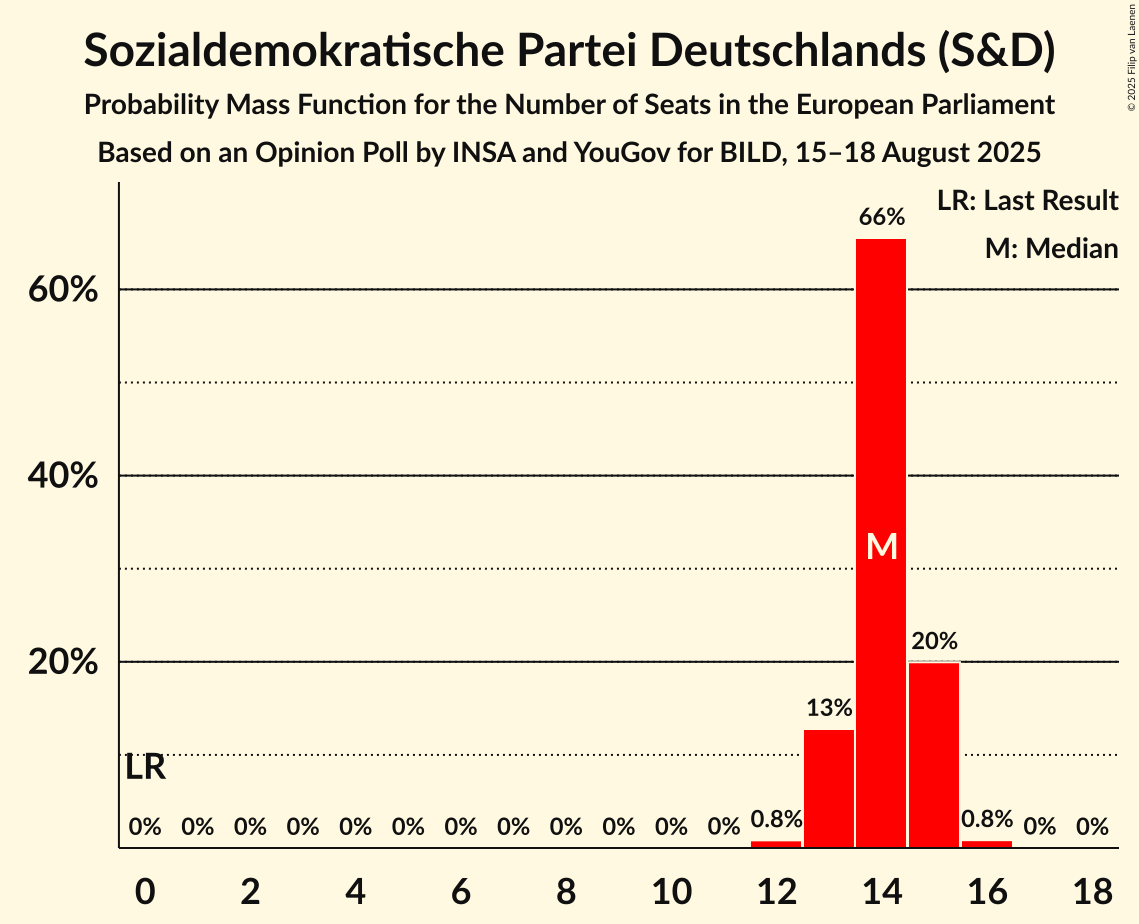 Sozialdemokratische Partei Deutschlands (S&D)
Probability Mass Function for the Number of Seats in the European Parliament
Based on an Opinion Poll by INSA and YouGov for BILD, 15–18 August 2025
© 2025 Filip van Laenen
LR: Last Result
M: Median
66%
60%
40%
M
20%
20%
13%
LR
0% 0% 0% 0% 0% 0% 0% 0% 0% 0% 0% 0% 0.8% 0.8% 0% 0%
0 2 4 6 8 10 12 14 16 18